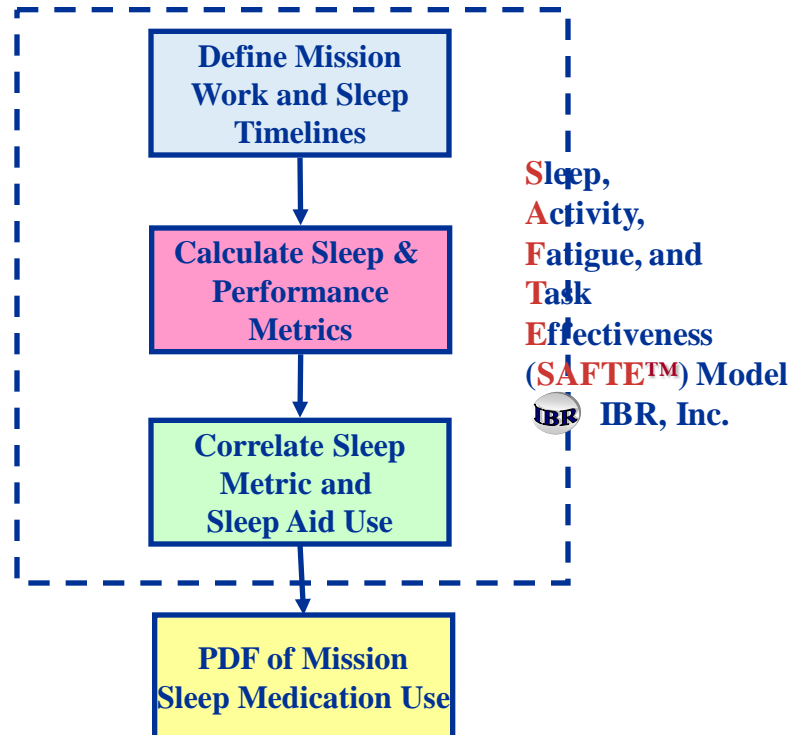 Define Mission
Work and Sleep
Timelines
Calculate Sleep &
Performance
Metrics
Correlate Sleep
Metric and
Sleep Aid Use
PDF of Mission
Sleep Medication Use
Sleep,
Activity,
Fatigue, and
Task
Effectiveness
(SAFTE™) Model
IBR IBR, Inc.